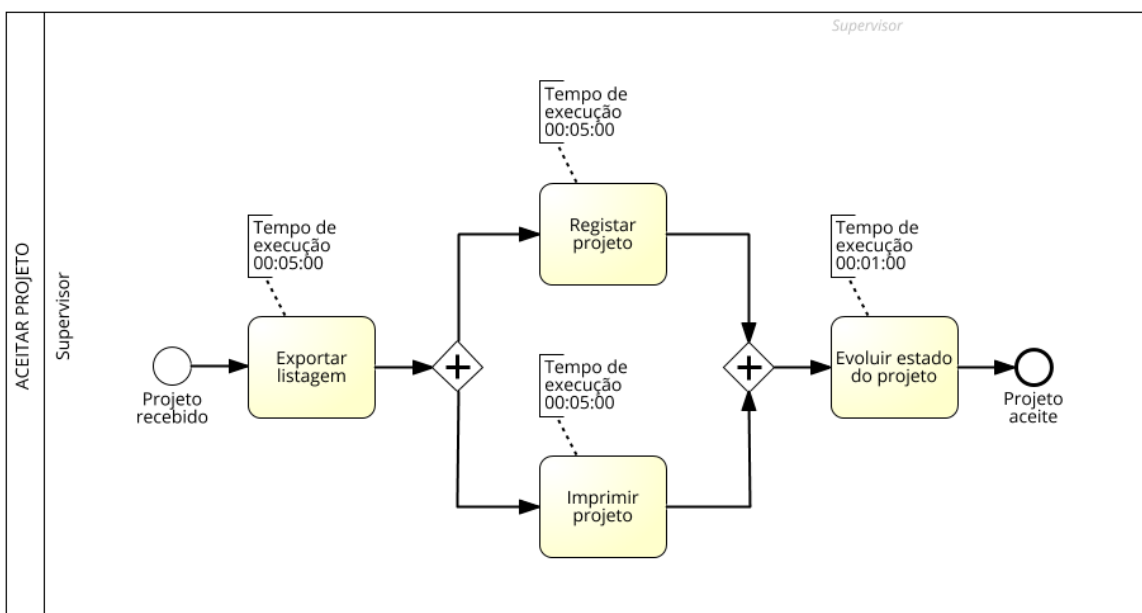 Supervisor
ACEITAR PROJETO
Supervisor
Projeto
recebido
Tempo de
execução
00:05:00
Exportar
listagem
Tempo de
execução
00:05:00
Registar
projeto
Tempo de
execução
00:05:00
Imprimir
projeto
Tempo de
execução
00:01:00
Evoluir estado
do projeto
Projeto
aceite